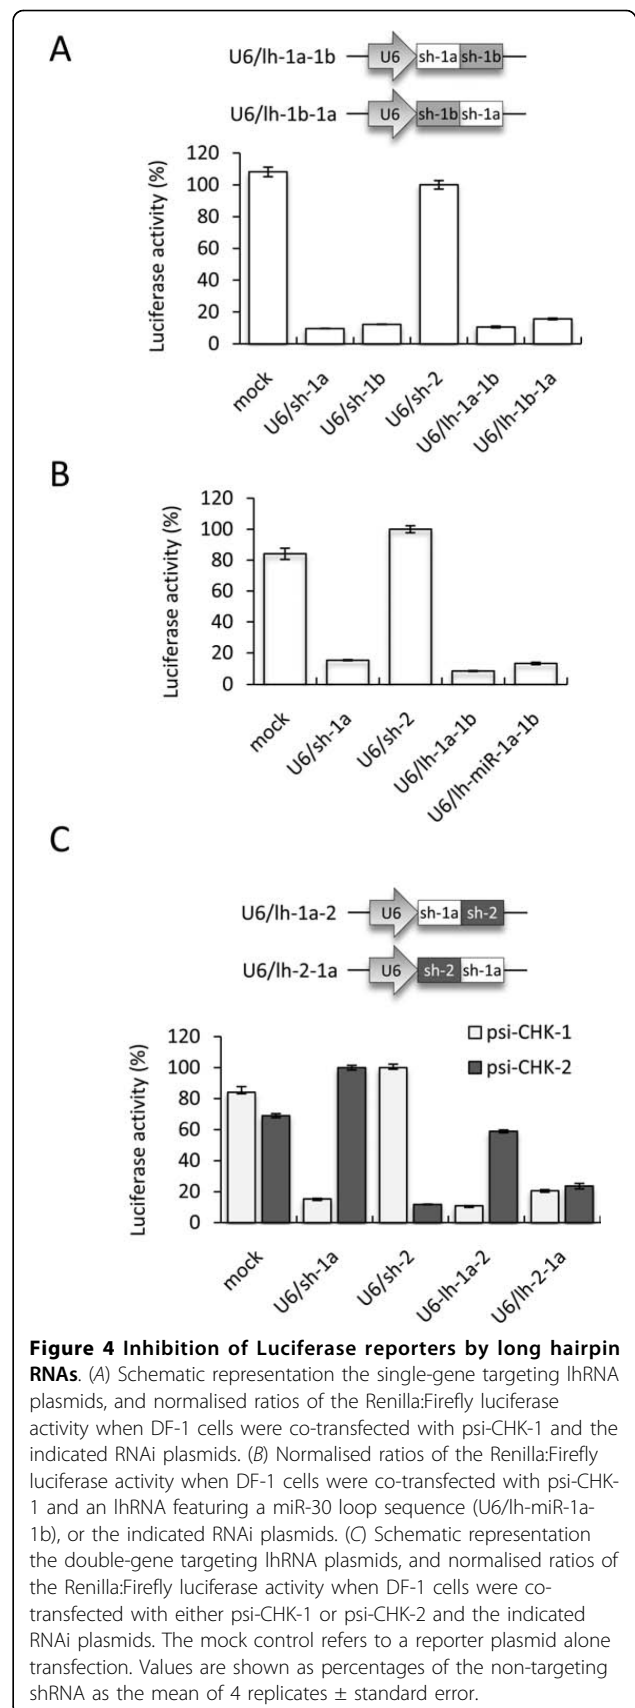 A
U6/lh-1a-1b
U6
sh-1a
sh-1b
U6/lh-1b-1a
U6
sh-1b
sh-1a
Luciferase activity (%)
120
100
80
60
40
20
0
mock
U6/sh-1a
U6/sh-1b
U6/sh-2
U6/lh-1a-1b
U6/lh-1b-1a
B
Luciferase activity (%)
120
100
80
60
40
20
0
mock
U6/sh-1a
U6/sh-2
U6/lh-1a-1b
U6/lh-miR-1a-1b
C
U6/lh-1a-2
U6
sh-1a
sh-2
U6/lh-2-1a
U6
sh-2
sh-1a
Luciferase activity (%)
120
100
80
60
40
20
0
psi-CHK-1
psi-CHK-2
mock
U6/sh-1a
U6/sh-2
U6-lh-1a-2
U6/lh-2-1a
Figure 4 Inhibition of Luciferase reporters by long hairpin
RNAs. (A) Schematic representation the single-gene targeting lhRNA
plasmids, and normalised ratios of the Renilla:Firefly luciferase
activity when DF-1 cells were co-transfected with psi-CHK-1 and the
indicated RNAi plasmids. (B) Normalised ratios of the Renilla:Firefly
luciferase activity when DF-1 cells were co-transfected with psi-CHK-
1 and an lhRNA featuring a miR-30 loop sequence (U6/lh-miR-1a-
1b), or the indicated RNAi plasmids. (C) Schematic representation
the double-gene targeting lhRNA plasmids, and normalised ratios of
the Renilla:Firefly luciferase activity when DF-1 cells were co-
transfected with either psi-CHK-1 or psi-CHK-2 and the indicated
RNAi plasmids. The mock control refers to a reporter plasmid alone
transfection. Values are shown as percentages of the non-targeting
shRNA as the mean of 4 replicates ± standard error.